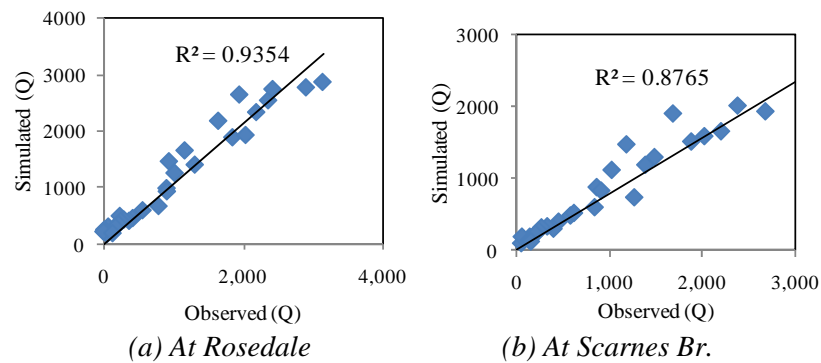 4000
3000
2000
1000
0
Simulated (Q)
R² = 0.9354
0
2,000
4,000
Observed (Q)
(a) At Rosedale
3000
2000
1000
0
Simulated (Q)
R² = 0.8765
0
1,000
2,000
3,000
Observed (Q)
(b) At Scarnes Br.